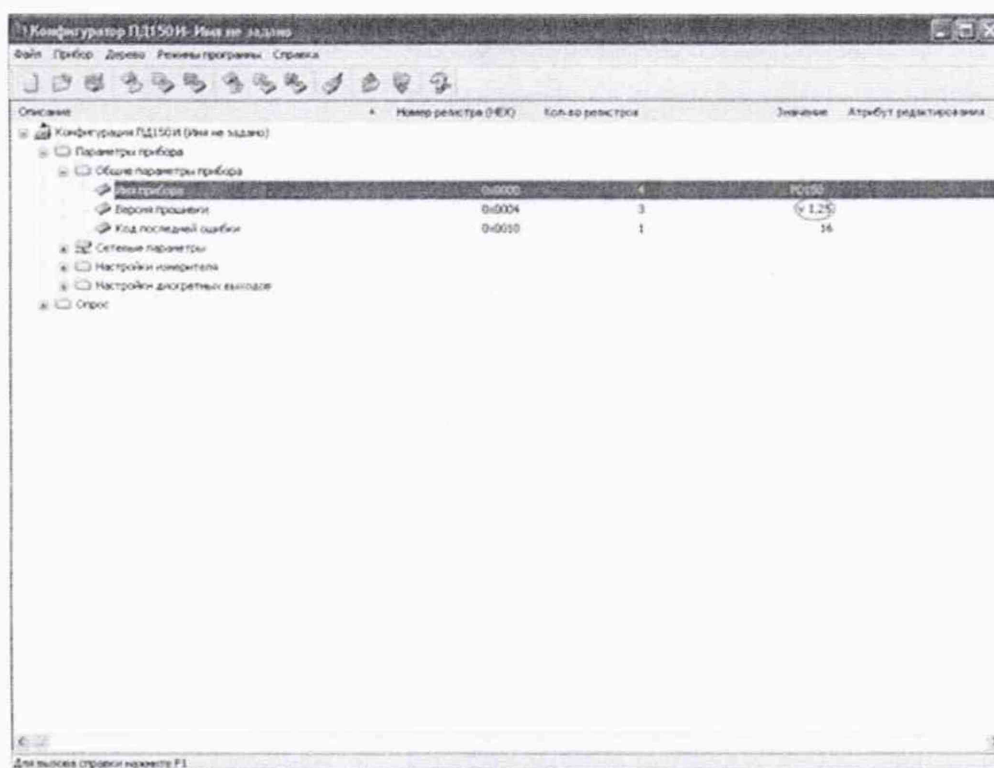 Конфигуратор ПД150И- Имя не задано
Файл Прибор Дерево Режимы программы Справка
Описание Номер регистра (HEX) Кол-во регистров Значение Атрибут редактирования
Конфигурация ПД150И (Имя не задано)
Параметры прибора
Общие параметры прибора
Имя прибора 0x0000 4 PD150
Версия прошивки 0x0004 3 v 1.25
Код последней ошибки 0x0010 1 16
Сетевые параметры
Настройки измерителя
Настройки дискретных выходов
Опрос
Для вызова справки нажмите F1